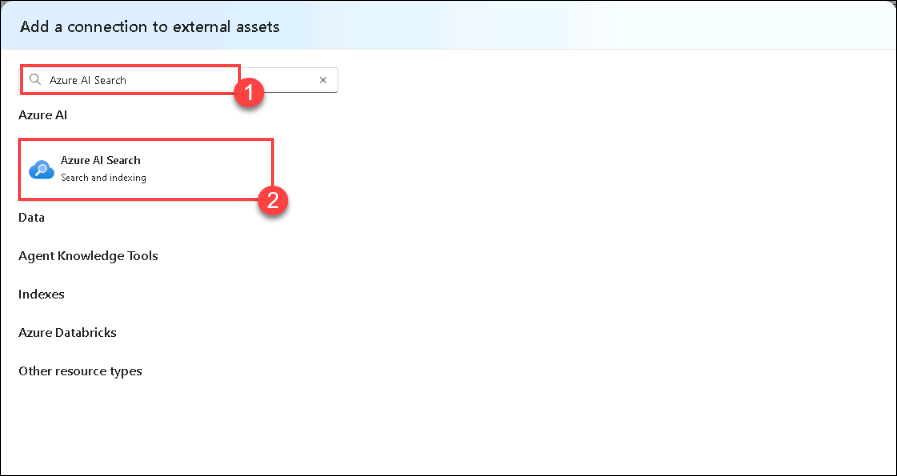 Add a connection to external assets
Azure AI Search
1
Azure AI
Azure AI Search
Search and indexing
2
Data
Agent Knowledge Tools
Indexes
Azure Databricks
Other resource types